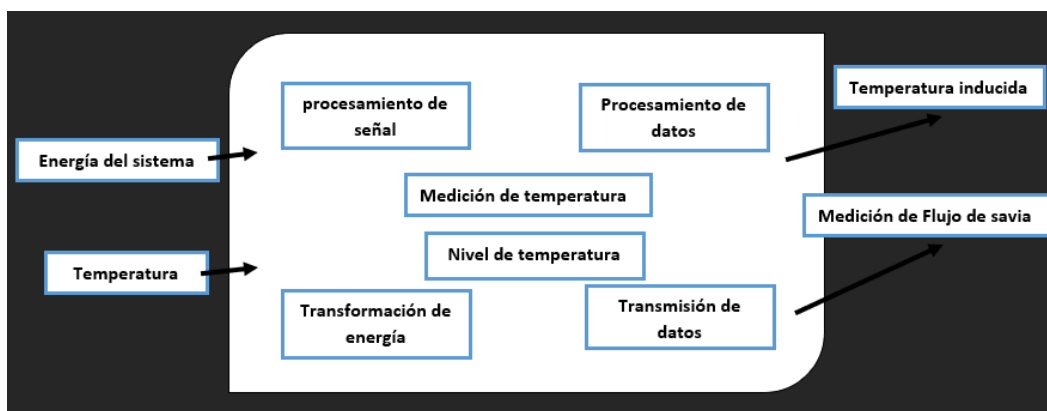 Energía del sistema
Temperatura
procesamiento de
señal
Procesamiento de
datos
Medición de temperatura
Nivel de temperatura
Transformación de
energía
Transmisión de
datos
Temperatura inducida
Medición de Flujo de savia